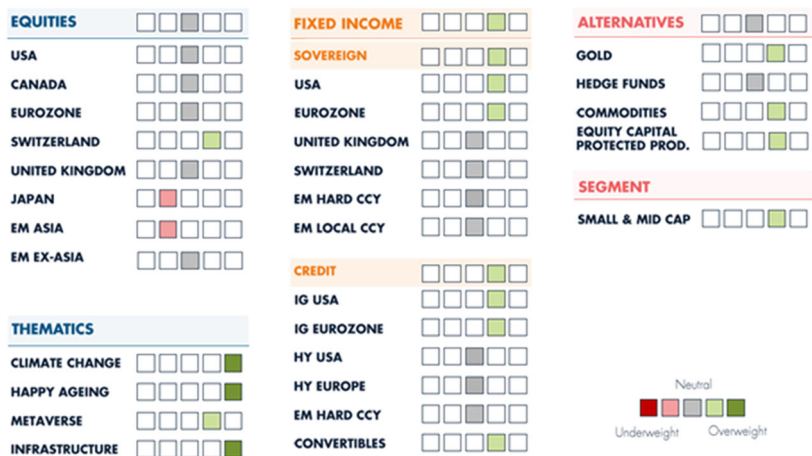 EQUITIES
USA
CANADA
EUROZONE
SWITZERLAND
UNITED KINGDOM
JAPAN
EM ASIA
EM EX-ASIA
THEMATICS
CLIMATE CHANGE
HAPPY AGEING
METAVERSE
INFRASTRUCTURE
FIXED INCOME
SOVEREIGN
USA
EUROZONE
UNITED KINGDOM
SWITZERLAND
EM HARD CCY
EM LOCAL CCY
CREDIT
IG USA
IG EUROZONE
HY USA
HY EUROPE
EM HARD CCY
CONVERTIBLES
ALTERNATIVES
GOLD
HEDGE FUNDS
COMMODITIES
EQUITY CAPITAL
PROTECTED PROD.
SEGMENT
SMALL & MID CAP
Neutral
Underweight Overweight